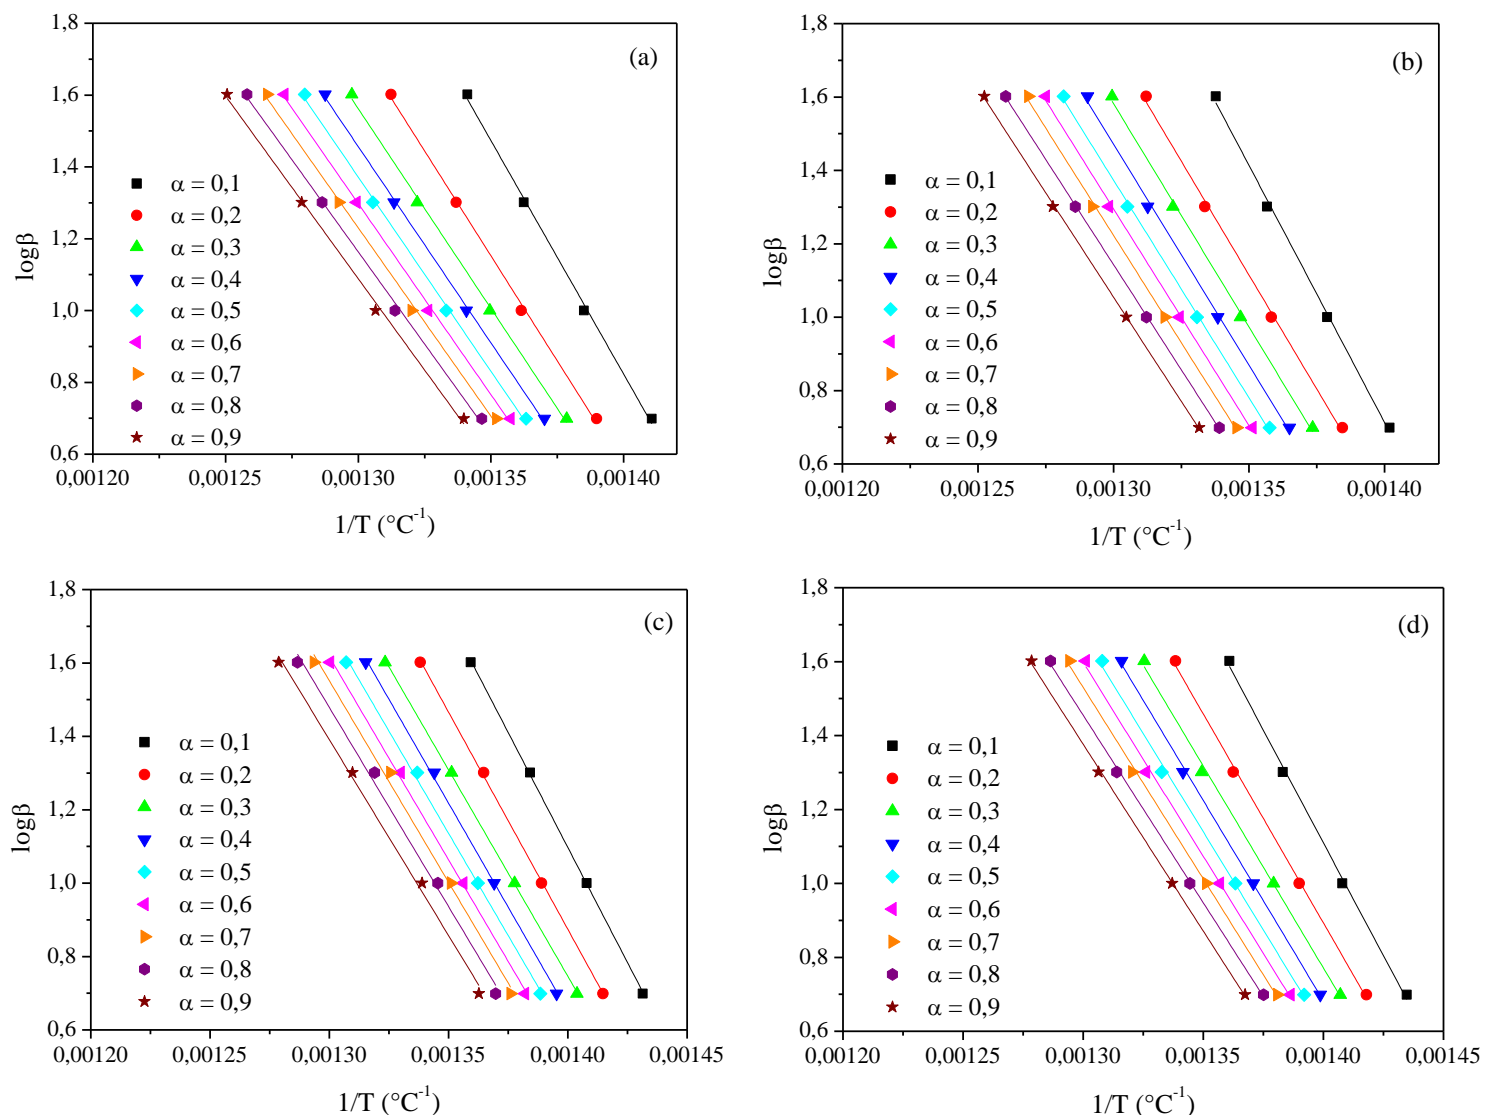 (a)
logβ
1,8
1,6
1,4
1,2
1,0
0,8
0,6
α = 0,1
α = 0,2
α = 0,3
α = 0,4
α = 0,5
α = 0,6
α = 0,7
α = 0,8
α = 0,9
0,00120 0,00125 0,00130 0,00135 0,00140
1/T (°C⁻¹)
(b)
logβ
1,8
1,6
1,4
1,2
1,0
0,8
0,6
α = 0,1
α = 0,2
α = 0,3
α = 0,4
α = 0,5
α = 0,6
α = 0,7
α = 0,8
α = 0,9
0,00120 0,00125 0,00130 0,00135 0,00140
1/T (°C⁻¹)
(c)
logβ
1,8
1,6
1,4
1,2
1,0
0,8
0,6
α = 0,1
α = 0,2
α = 0,3
α = 0,4
α = 0,5
α = 0,6
α = 0,7
α = 0,8
α = 0,9
0,00120 0,00125 0,00130 0,00135 0,00140 0,00145
1/T (°C⁻¹)
(d)
logβ
1,8
1,6
1,4
1,2
1,0
0,8
0,6
α = 0,1
α = 0,2
α = 0,3
α = 0,4
α = 0,5
α = 0,6
α = 0,7
α = 0,8
α = 0,9
0,00120 0,00125 0,00130 0,00135 0,00140 0,00145
1/T (°C⁻¹)